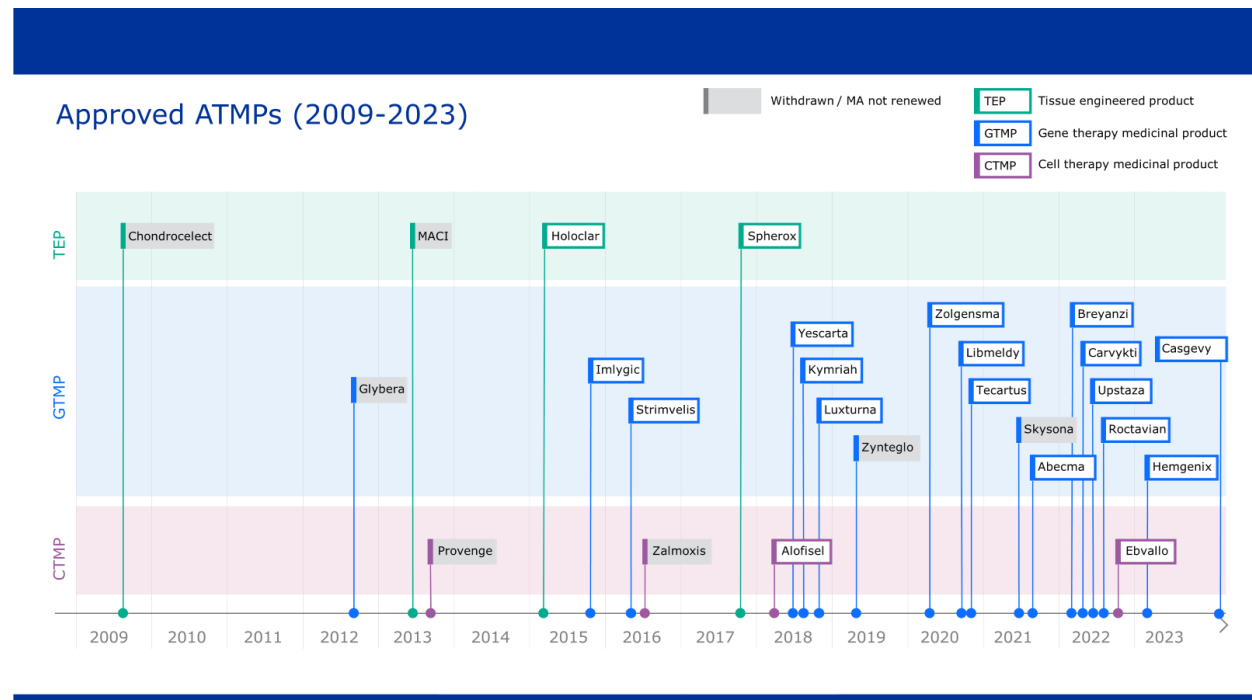 Approved ATMPs (2009-2023)
Withdrawn / MA not renewed
TEP
Tissue engineered product
GTMP
Gene therapy medicinal product
CTMP
Cell therapy medicinal product
TEP
Chondrocelect
MACI
Holoclar
Spherox
GTMP
Zolgensma
Breyanzi
Yescarta
Libmeldy
Carvykti
Casgevy
Imlygic
Kymriah
Glybera
Tecartus
Upstaza
Strimvelis
Luxturna
Skysona
Roctavian
Zynteglo
Abecma
Hemgenix
CTMP
Provenge
Zalmoxis
Alofisel
Ebvallo
2009 2010 2011 2012 2013 2014 2015 2016 2017 2018 2019 2020 2021 2022 2023